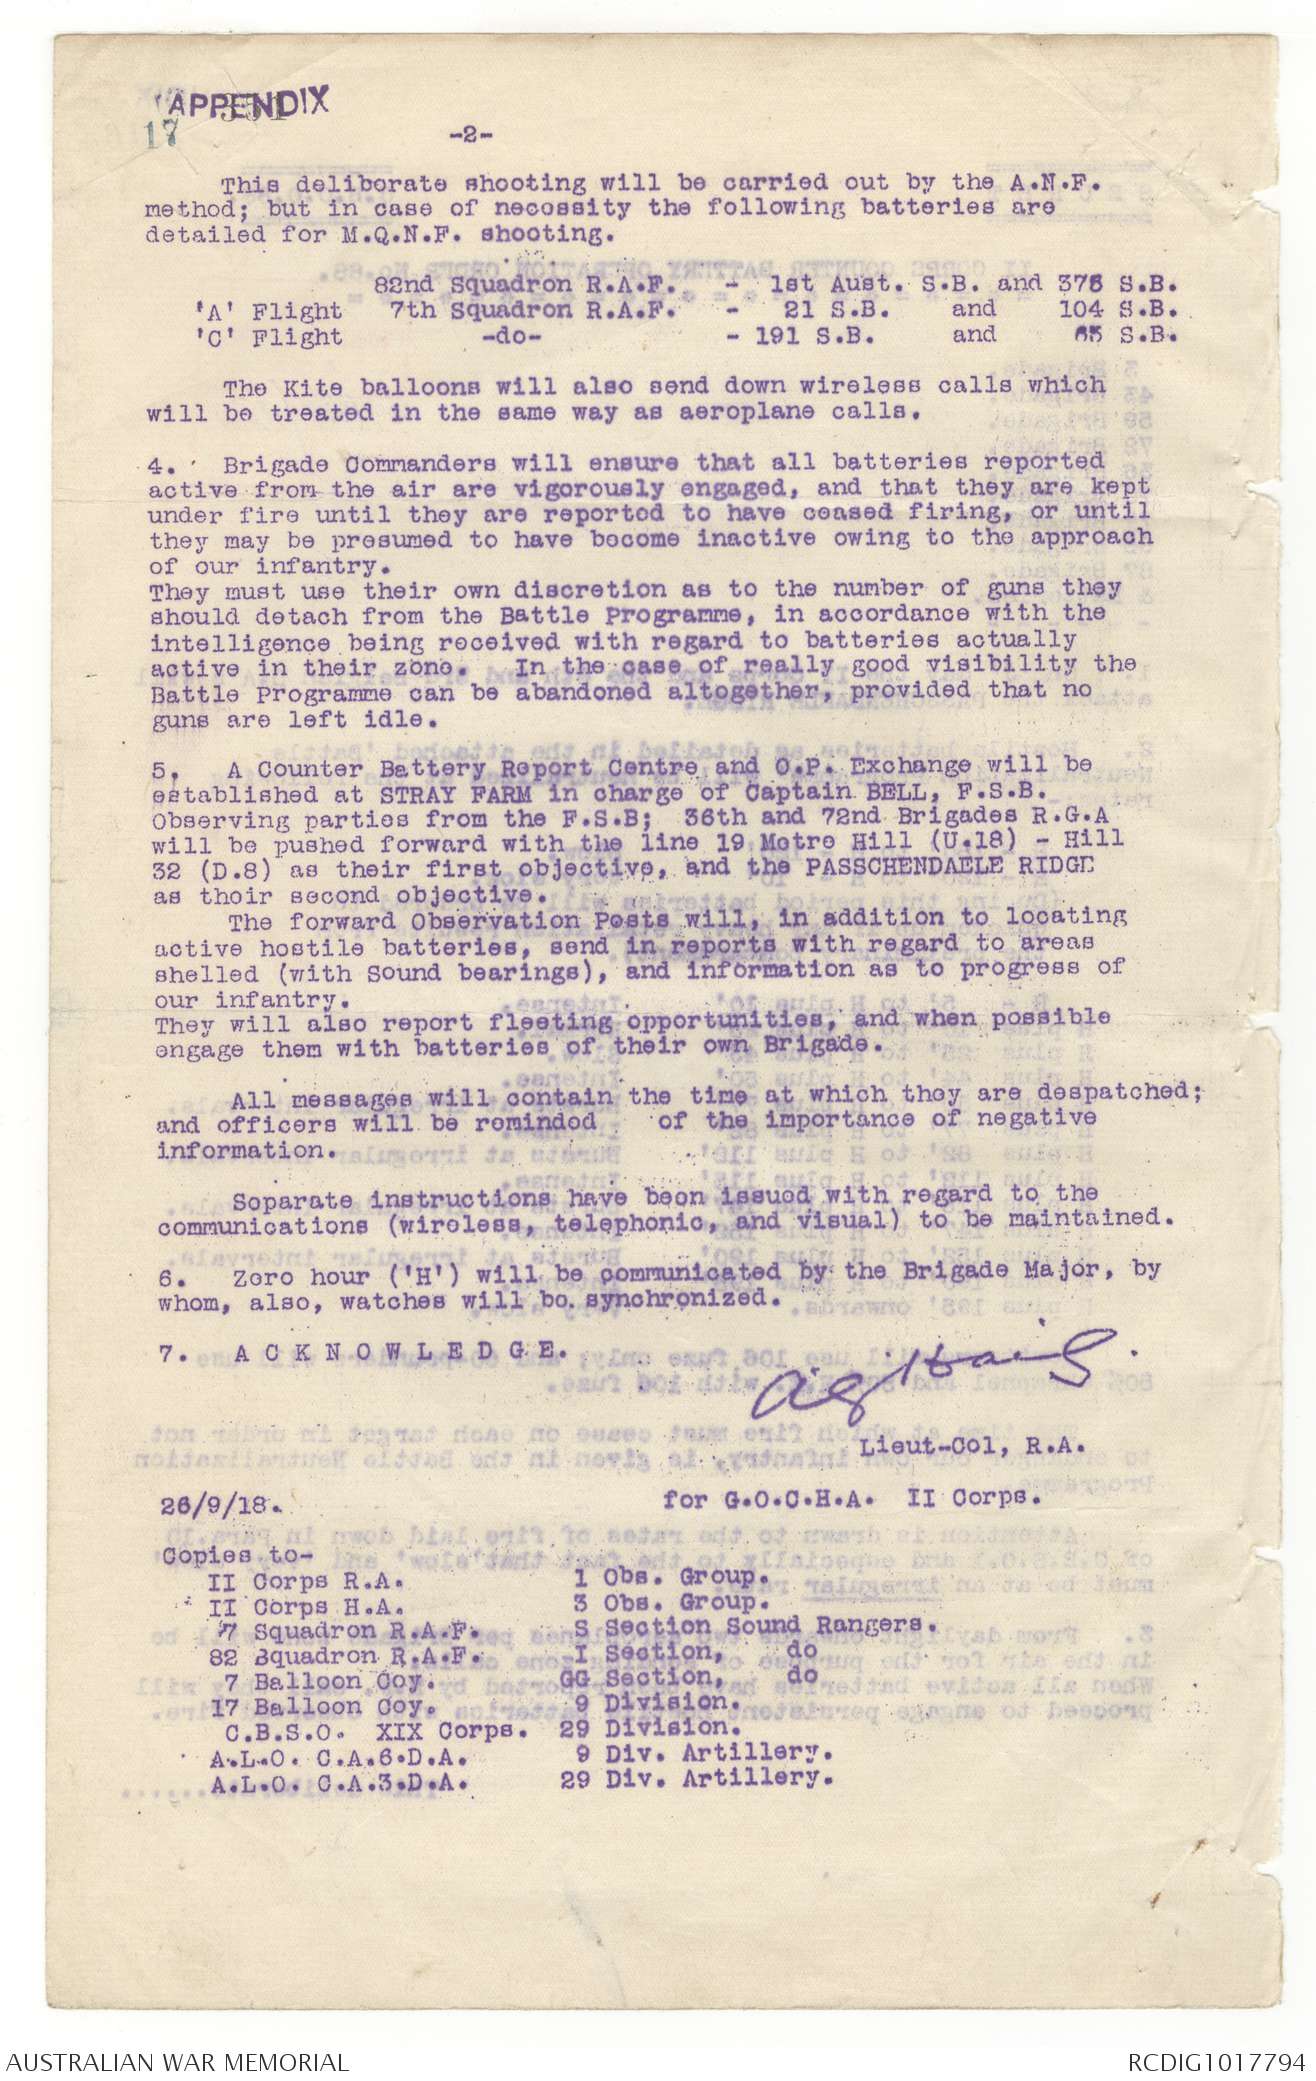 APPENDIX
17 351
-2-
This deliborate shooting will be carried out by the A.N.F.
method; but in case of necossity the following batteries are
detailed for M.Q.N.F. shooting.
82nd Squadron R.A.F. - 1st Aust. S.B. and 376 S.B.
'A' Flight 7th Squadron R.A.F. - 21 S.B. and 104 S.B.
'C' Flight -do- - 191 S.B. and 65 S.B.
The Kite balloons will also send down wireless calls which
will be treated in the same way as aeroplane calls.
4. Brigade Commanders will ensure that all batteries reported
active from the air are vigorously engaged, and that they are kept
under fire until they are reported to have ceased firing, or until
they may be presumed to have become inactive owing to the approach
of our infantry.
They must use their own discretion as to the number of guns they
should detach from the Battle Programme, in accordance with the
intelligence being received with regard to batteries actually
active in their zone. In the case of really good visibility the
Battle Programme can be abandoned altogether, provided that no
guns are left idle.
5. A Counter Battery Report Centre and O.P. Exchange will be
established at STRAY FARM in charge of Captain BELL, F.S.B.
Observing parties from the F.S.B; 36th and 72nd Brigades R.G.A
will be pushed forward with the line 19 Metre Hill (U.18) - Hill
32 (D.8) as their first objective, and the PASSCHENDAELE RIDGE
as thoir second objective.
The forward Observation Posts will, in addition to locating
active hostile batteries, send in reports with regard to areas
shelled (with Sound bearings), and information as to progress of
our infantry.
They will also report fleeting opportunities, and when possible
engage them with batteries of their own Brigade.
All messages will contain the time at which they are despatched;
and officers will be reminded of the importance of negative
information.
Soparate instructions have been issued with regard to the
communications (wireless, telephonic, and visual) to be maintained.
6. Zero hour ('H') will be communicated by the Brigade Major, by
whom, also, watches will bo. synchronized.
7. A C K N O W L E D G E.
Lieut-Col, R.A.
26/9/18. for G.O.C.H.A. II Corps.
Copies to-
II Corps R.A. 1 Obs. Group.
II Corps H.A. 3 Obs. Group.
7 Squadron R.A.F. S Section Sound Rangers.
82 Squadron R.A.F. I Section, do
7 Balloon Coy. GG Section, do
17 Balloon Coy. 9 Division.
C.B.S.O. XIX Corps. 29 Division.
A.L.O. C.A.6.D.A. 9 Div. Artillery.
A.L.O. C.A.3.D.A. 29 Div. Artillery.
AUSTRALIAN WAR MEMORIAL RCDIG1017794